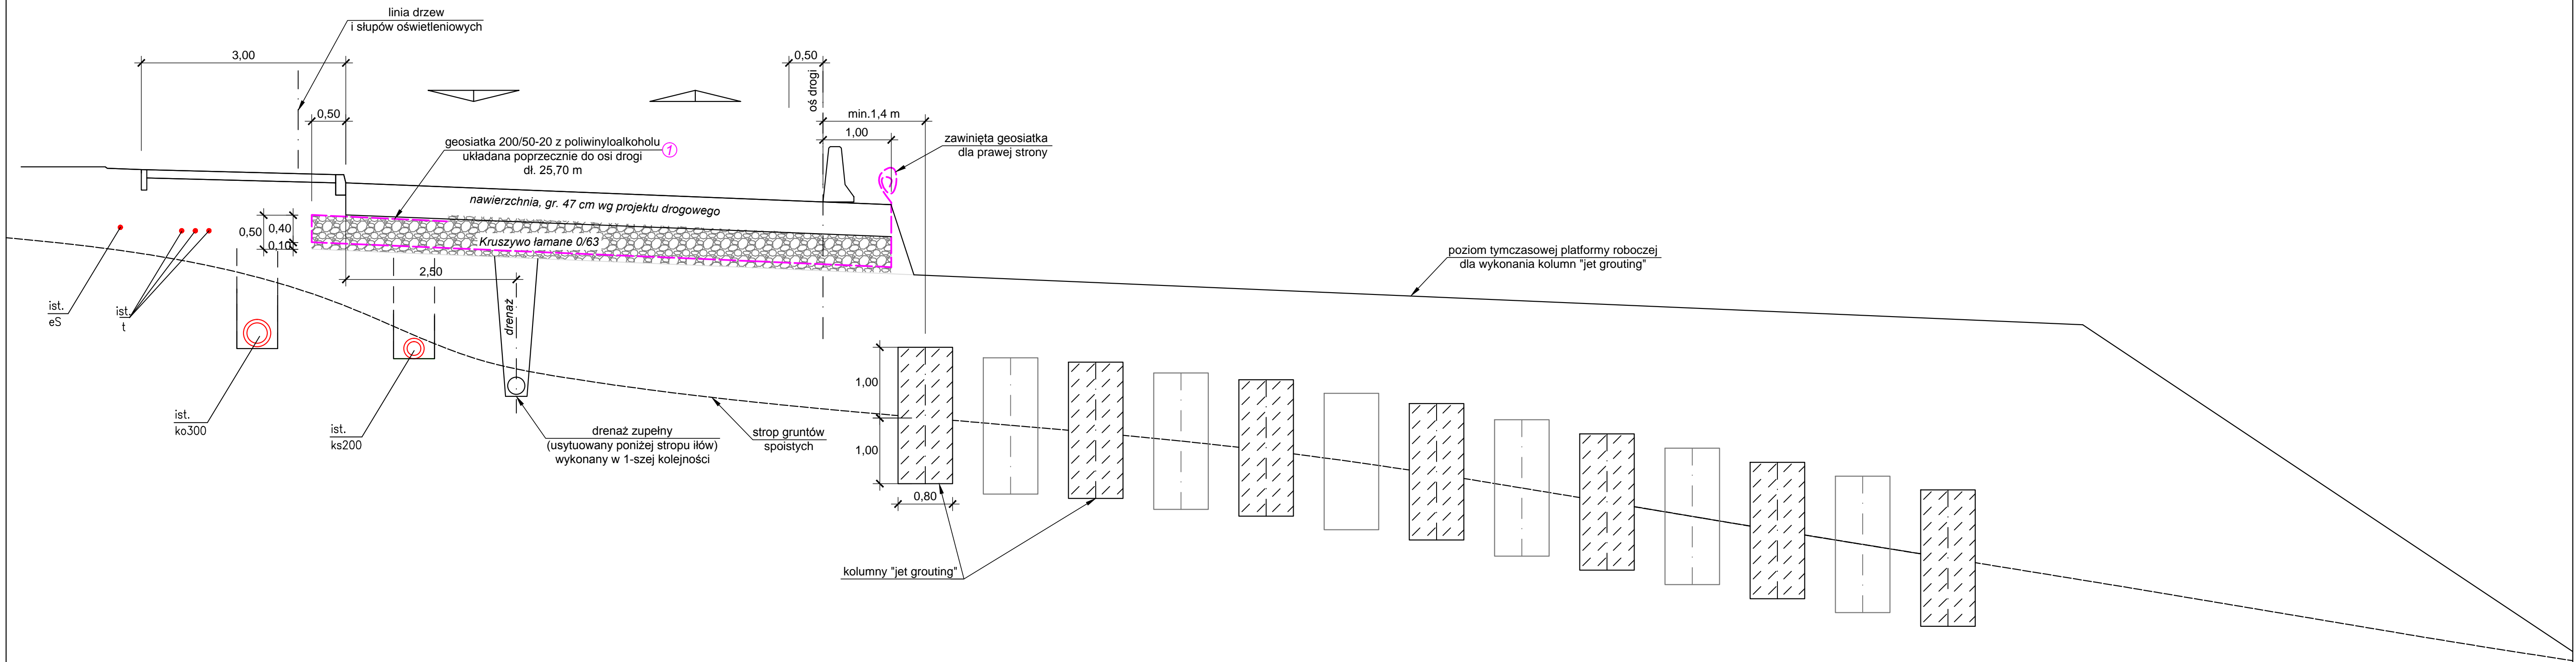 linia drzew
i słupów oświetleniowych
3,00
0,50
oś drogi
0,50
min.1,4 m
1,00
geosiatka 200/50-20 z poliwinyloalkoholu
układana poprzecznie do osi drogi
dł. 25,70 m
1
zawinięta geosiatka
dla prawej strony
nawierzchnia, gr. 47 cm wg projektu drogowego
0,50
0,40
0,10
Kruszywo łamane 0/63
2,50
drenaż
poziom tymczasowej platformy roboczej
dla wykonania kolumn "jet grouting"
ist.
eS
ist.
t
ist.
ko300
ist.
ks200
drenaż zupełny
(usytuowany poniżej stropu iłów)
wykonany w 1-szej kolejności
strop gruntów
spoistych
1,00
1,00
0,80
kolumny "jet grouting"